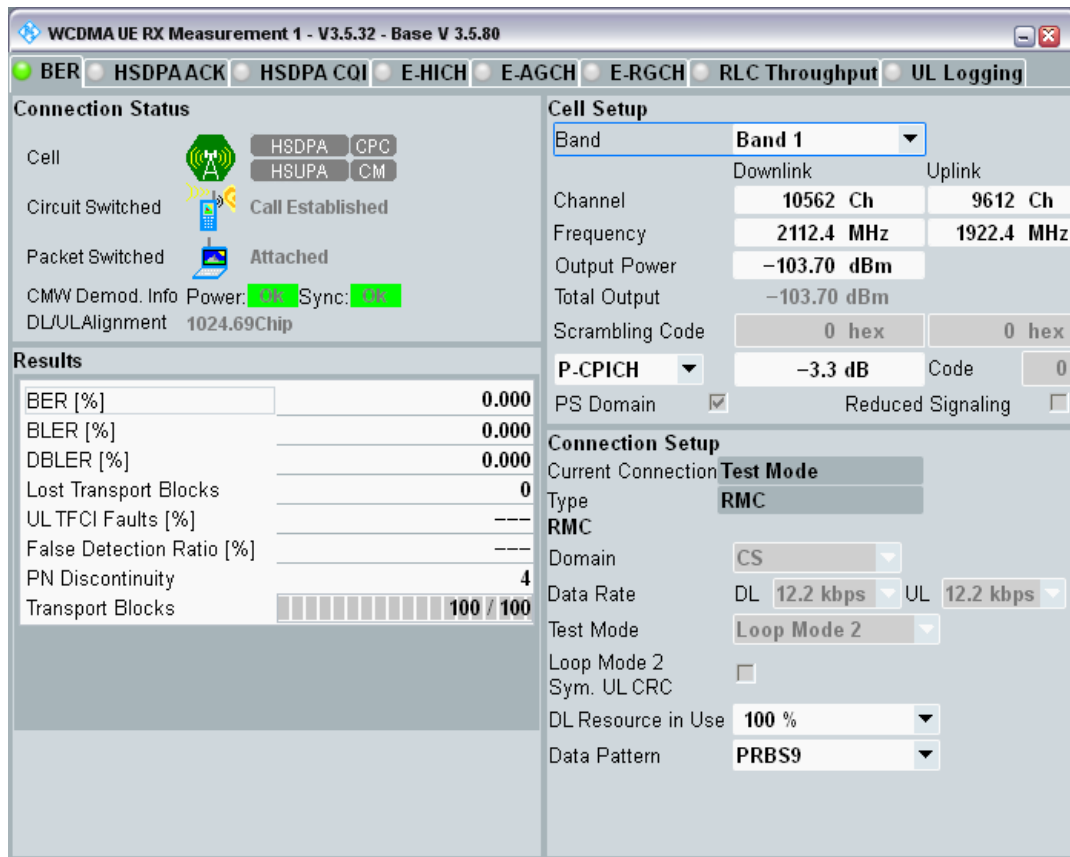 WCDMA UE RX Measurement 1 - V3.5.32 - Base V 3.5.80
BER HSDPA ACK HSDPA CQI E-HICH E-AGCH E-RGCH RLC Throughput UL Logging
Connection Status
Cell HSDPA CPC
HSUPA CM
Circuit Switched Call Established
Packet Switched Attached
CMW Demod. Info Power: Ok Sync: Ok
DL/ULAlignment 1024.69Chip
Results
BER [%] 0.000
BLER [%] 0.000
DBLER [%] 0.000
Lost Transport Blocks 0
UL TFCI Faults [%] ---
False Detection Ratio [%] ---
PN Discontinuity 4
Transport Blocks 100 / 100
Cell Setup
Band Band 1
Downlink Uplink
Channel 10562 Ch 9612 Ch
Frequency 2112.4 MHz 1922.4 MHz
Output Power −103.70 dBm
Total Output −103.70 dBm
Scrambling Code 0 hex 0 hex
P-CPICH −3.3 dB Code 0
PS Domain Reduced Signaling
Connection Setup
Current Connection Test Mode
Type RMC
RMC
Domain CS
Data Rate DL 12.2 kbps UL 12.2 kbps
Test Mode Loop Mode 2
Loop Mode 2
Sym. UL CRC
DL Resource in Use 100 %
Data Pattern PRBS9